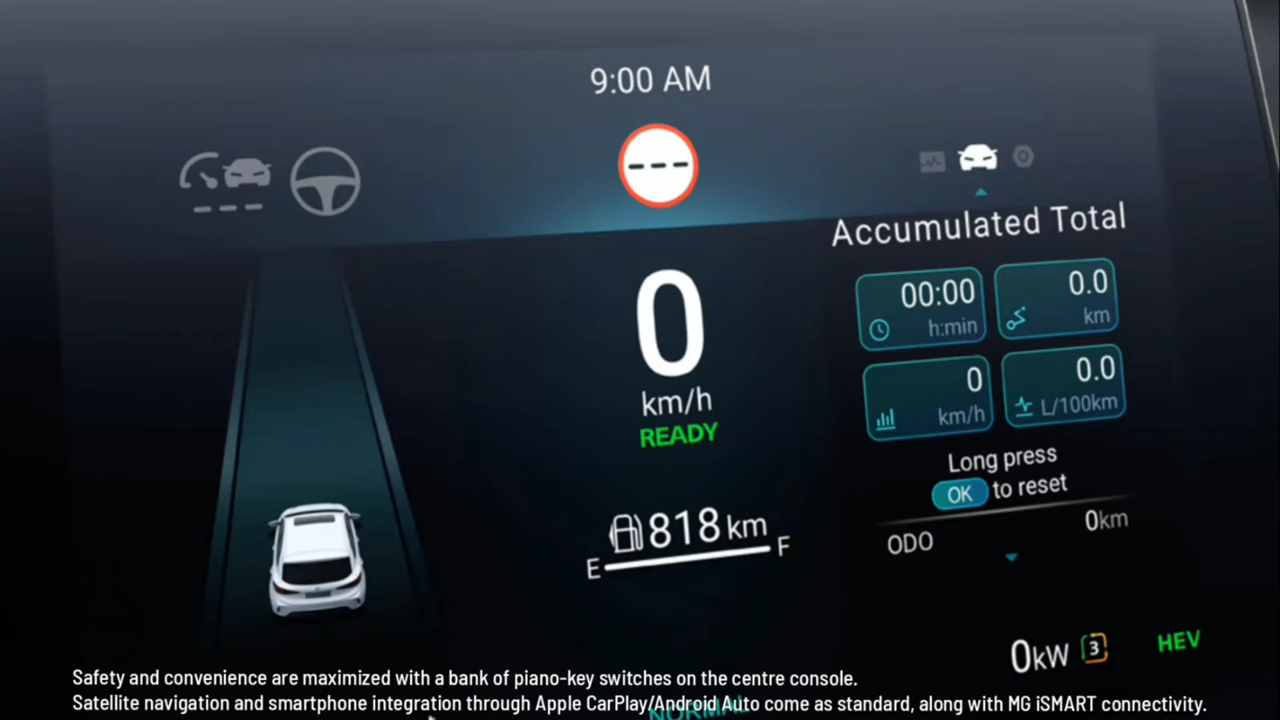 9:00 AM
Accumulated Total
00:00
h:min
0.0
km
0
km/h
0.0
L/100km
Long press
OK to reset
ODO 0km
0
km/h
READY
818 km
E F
0kW 3 HEV
NORMAL
Safety and convenience are maximized with a bank of piano-key switches on the centre console.
Satellite navigation and smartphone integration through Apple CarPlay/Android Auto come as standard, along with MG iSMART connectivity.